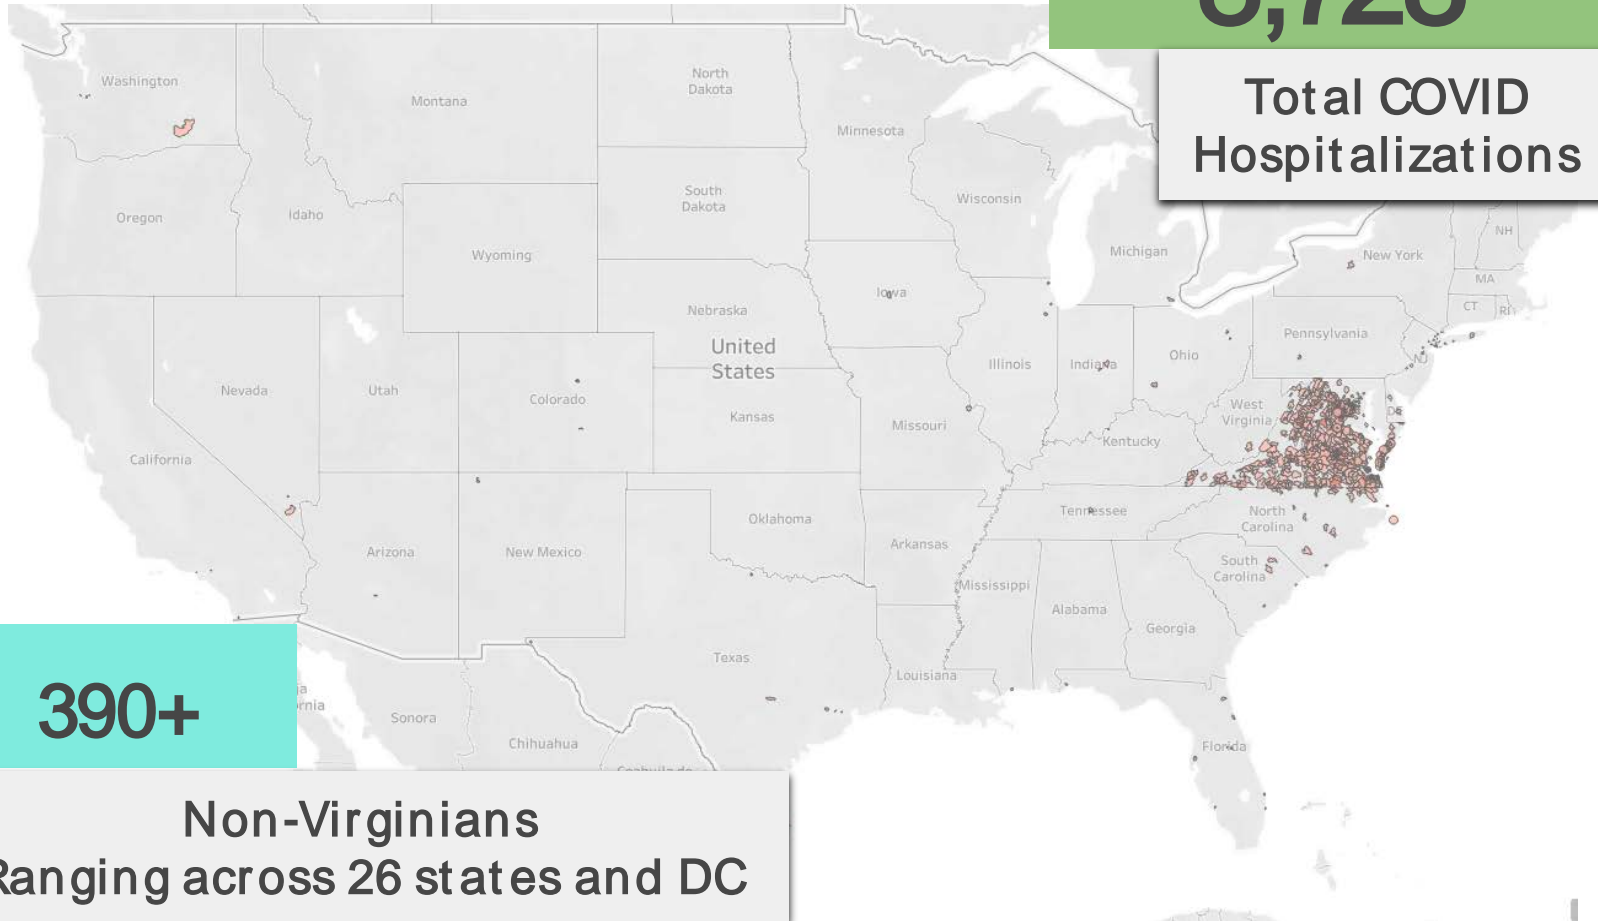 Total COVID
Hospitalizations
Washington
Montana
North
Dakota
Minnesota
Oregon
Idaho
South
Dakota
Wisconsin
Wyoming
Michigan
New York
NH
MA
CT
Iowa
Nebraska
United
States
Pennsylvania
Illinois
Indiana
Ohio
NJ
Nevada
Utah
Colorado
Kansas
Missouri
West
Virginia
Kentucky
California
Oklahoma
Tennessee
North
Carolina
Arizona
New Mexico
Arkansas
South
Carolina
Mississippi
Alabama
Georgia
Texas
Louisiana
390+
Sonora
Chihuahua
Florida
Non-Virginians
Ranging across 26 states and DC